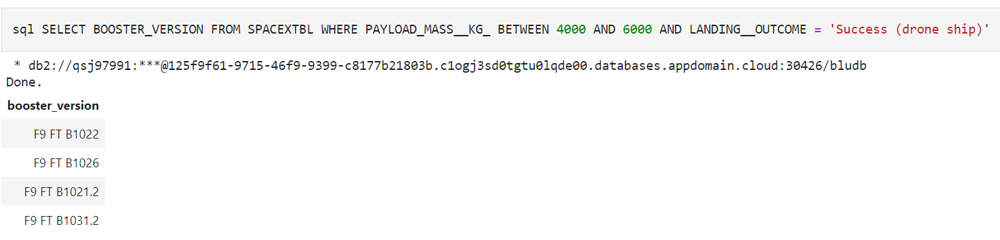 sql SELECT BOOSTER_VERSION FROM SPACEXTBL WHERE PAYLOAD_MASS__KG_ BETWEEN 4000 AND 6000 AND LANDING__OUTCOME = 'Success (drone ship)'
* db2://qsj97991:***@125f9f61-9715-46f9-9399-c8177b21803b.c1ogj3sd0tgtu0lqde00.databases.appdomain.cloud:30426/bludb
Done.
booster_version
F9 FT B1022
F9 FT B1026
F9 FT B1021.2
F9 FT B1031.2